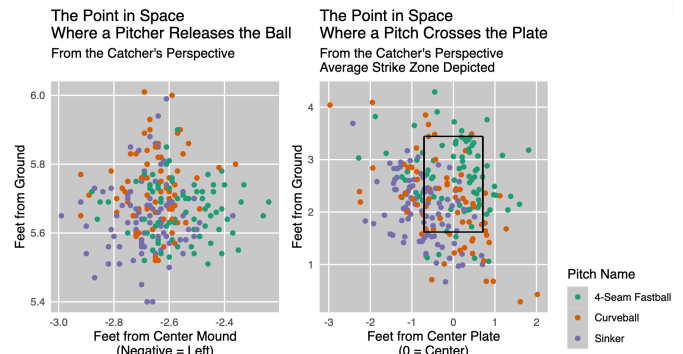 The Point in Space
Where a Pitcher Releases the Ball
From the Catcher's Perspective
Feet from Ground
6.0
5.8
5.6
5.4
-3.0 -2.8 -2.6 -2.4
Feet from Center Mound
(Negative = Left)
The Point in Space
Where a Pitch Crosses the Plate
From the Catcher's Perspective
Average Strike Zone Depicted
Feet from Ground
4
3
2
1
-3 -2 -1 0 1 2
Feet from Center Plate
(0 = Center)
Pitch Name
4-Seam Fastball
Curveball
Sinker